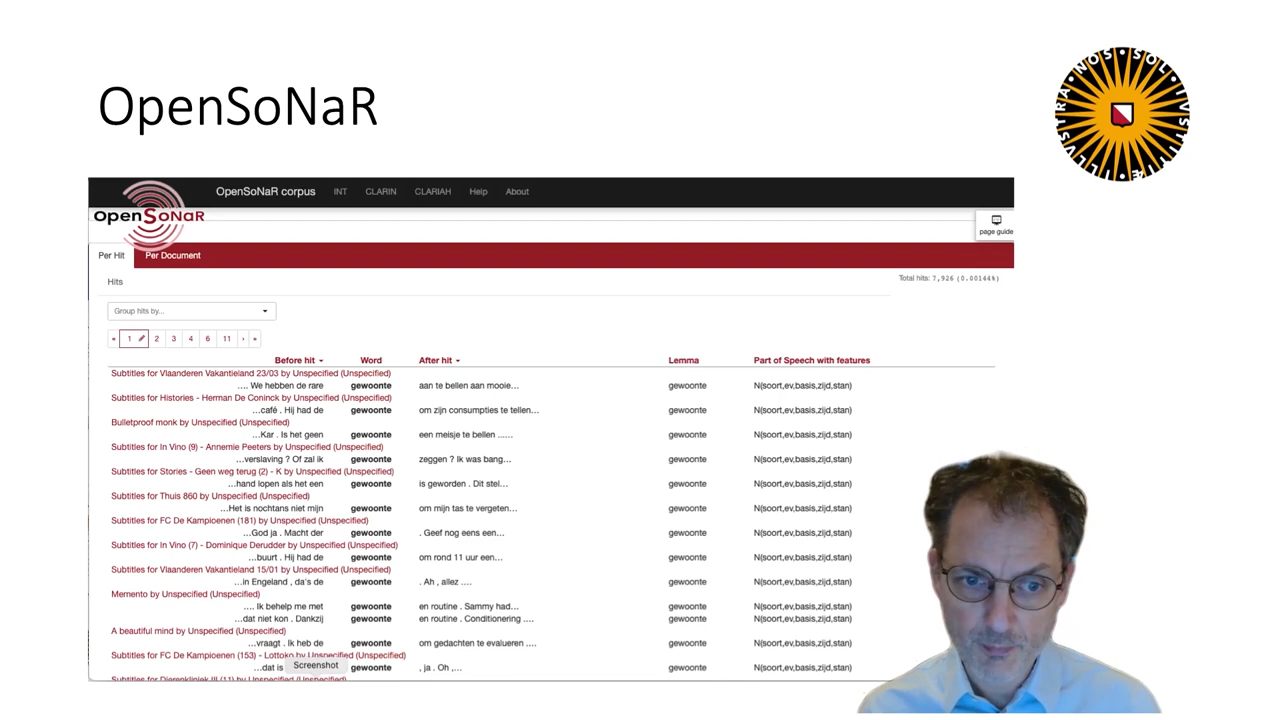 OpenSoNaR
NOS · SOL · IVSTITIÆ · ILLVSTRA
OpenSoNaR corpus INT CLARIN CLARIAH Help About
OpenSoNaR
page guide
Per Hit Per Document
Hits
Total hits: 7,926 (0.00144%)
Group hits by...
« 1 2 3 4 6 11 › »
Before hit Word After hit Lemma Part of Speech with features
Subtitles for Vlaanderen Vakantieland 23/03 by Unspecified (Unspecified)
…. We hebben de rare gewoonte aan te bellen aan mooie… gewoonte N(soort,ev,basis,zijd,stan)
Subtitles for Histories - Herman De Coninck by Unspecified (Unspecified)
…café . Hij had de gewoonte om zijn consumpties te tellen… gewoonte N(soort,ev,basis,zijd,stan)
Bulletproof monk by Unspecified (Unspecified)
…Kar . Is het geen gewoonte een meisje te bellen ...… gewoonte N(soort,ev,basis,zijd,stan)
Subtitles for In Vino (9) - Annemie Peeters by Unspecified (Unspecified)
…verslaving ? Of zal ik gewoonte zeggen ? Ik was bang… gewoonte N(soort,ev,basis,zijd,stan)
Subtitles for Stories - Geen weg terug (2) - K by Unspecified (Unspecified)
…hand lopen als het een gewoonte is geworden . Dit stel… gewoonte N(soort,ev,basis,zijd,stan)
Subtitles for Thuis 860 by Unspecified (Unspecified)
…Het is nochtans niet mijn gewoonte om mijn tas te vergeten… gewoonte N(soort,ev,basis,zijd,stan)
Subtitles for FC De Kampioenen (181) by Unspecified (Unspecified)
…God ja . Macht der gewoonte . Geef nog eens een… gewoonte N(soort,ev,basis,zijd,stan)
Subtitles for In Vino (7) - Dominique Derudder by Unspecified (Unspecified)
…buurt . Hij had de gewoonte om rond 11 uur een… gewoonte N(soort,ev,basis,zijd,stan)
Subtitles for Vlaanderen Vakantieland 15/01 by Unspecified (Unspecified)
…in Engeland , da's de gewoonte . Ah , allez .… gewoonte N(soort,ev,basis,zijd,stan)
Memento by Unspecified (Unspecified)
…. Ik behelp me met gewoonte en routine . Sammy had… gewoonte N(soort,ev,basis,zijd,stan)
…dat niet kon . Dankzij gewoonte en routine . Conditionering .… gewoonte N(soort,ev,basis,zijd,stan)
A beautiful mind by Unspecified (Unspecified)
…vraagt . Ik heb de gewoonte om gedachten te evalueren .… gewoonte N(soort,ev,basis,zijd,stan)
Subtitles for FC De Kampioenen (153) - Lottoko by Unspecified (Unspecified)
…dat is Screenshot gewoonte , ja . Oh ,… gewoonte N(soort,ev,basis,zijd,stan)
Subtitles for Dierenkliniek III (11) by Unspecified (Unspecified)